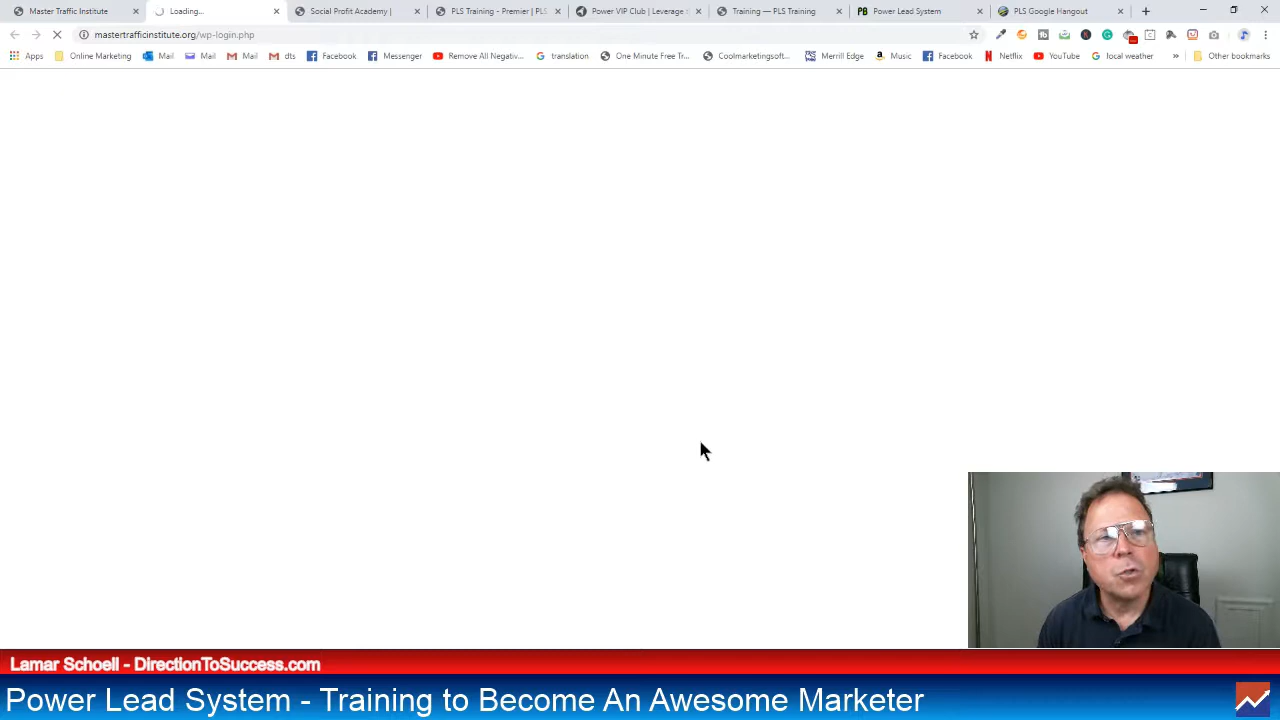 Master Traffic Institute
Loading...
Social Profit Academy |
PLS Training - Premier | PLS
Power VIP Club | Leverage
Training — PLS Training
PB Power Lead System
PLS Google Hangout
mastertrafficinstitute.org/wp-login.php
Apps
Online Marketing
Mail
Mail
Mail
dts
Facebook
Messenger
Remove All Negativ...
translation
One Minute Free Tr...
Coolmarketingsoft...
Merrill Edge
Music
Facebook
Netflix
YouTube
local weather
»
Other bookmarks
Lamar Schoell - DirectionToSuccess.com
Power Lead System - Training to Become An Awesome Marketer